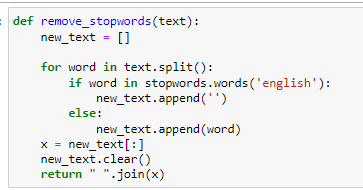 def remove_stopwords(text):
    new_text = []

    for word in text.split():
        if word in stopwords.words('english'):
            new_text.append('')
        else:
            new_text.append(word)
    x = new_text[:]
    new_text.clear()
    return " ".join(x)